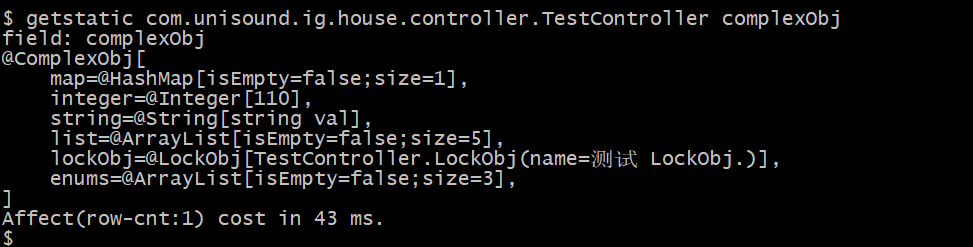 $ getstatic com.unisound.ig.house.controller.TestController complexObj
field: complexObj
@ComplexObj[
    map=@HashMap[isEmpty=false;size=1],
    integer=@Integer[110],
    string=@String[string val],
    list=@ArrayList[isEmpty=false;size=5],
    lockObj=@LockObj[TestController.LockObj(name=测试 LockObj.)],
    enums=@ArrayList[isEmpty=false;size=3],
]
Affect(row-cnt:1) cost in 43 ms.
$